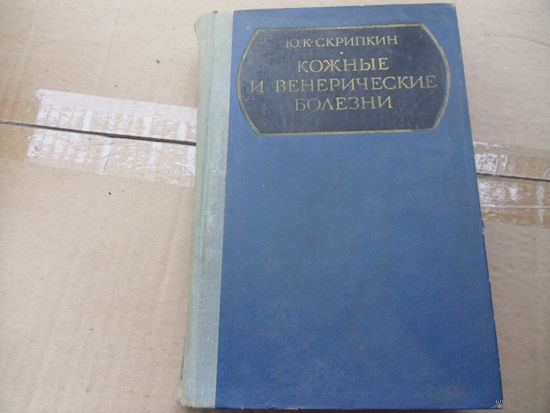 Ю.К.СКРИПКИН
КОЖНЫЕ
И ВЕНЕРИЧЕСКИЕ
БОЛЕЗНИ